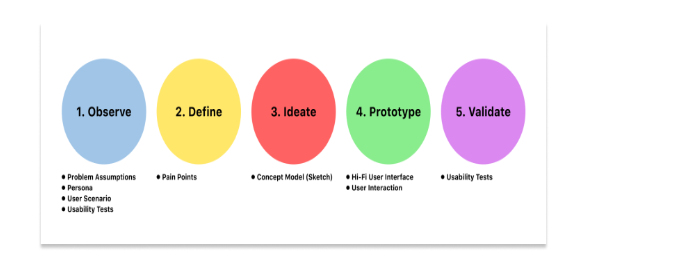 1. Observe
2. Define
3. Ideate
4. Prototype
5. Validate
• Problem Assumptions
• Persona
• User Scenario
• Usability Tests
• Pain Points
• Concept Model (Sketch)
• Hi-Fi User Interface
• User Interaction
• Usability Tests